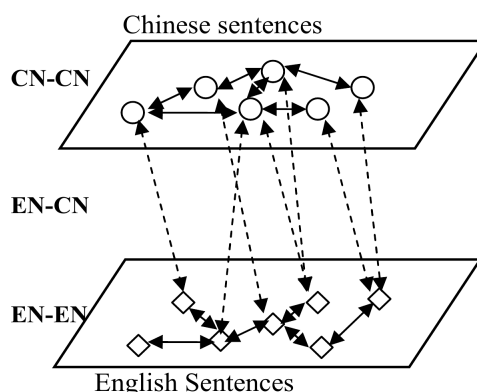 Chinese sentences
CN-CN
EN-CN
EN-EN
English Sentences